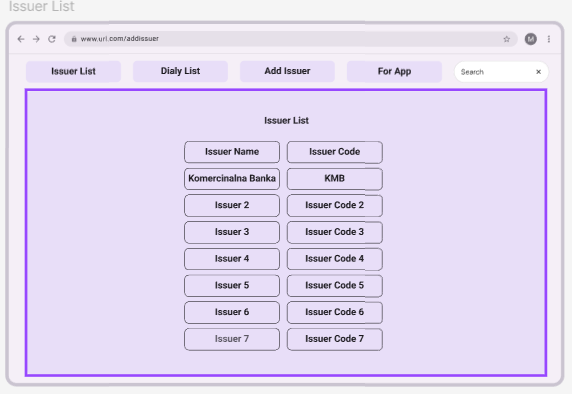 Issuer List
www.url.com/addissuer
M
Issuer List Dialy List Add Issuer For App Search ×
Issuer List
Issuer Name Issuer Code
Komercinalna Banka KMB
Issuer 2 Issuer Code 2
Issuer 3 Issuer Code 3
Issuer 4 Issuer Code 4
Issuer 5 Issuer Code 5
Issuer 6 Issuer Code 6
Issuer 7 Issuer Code 7